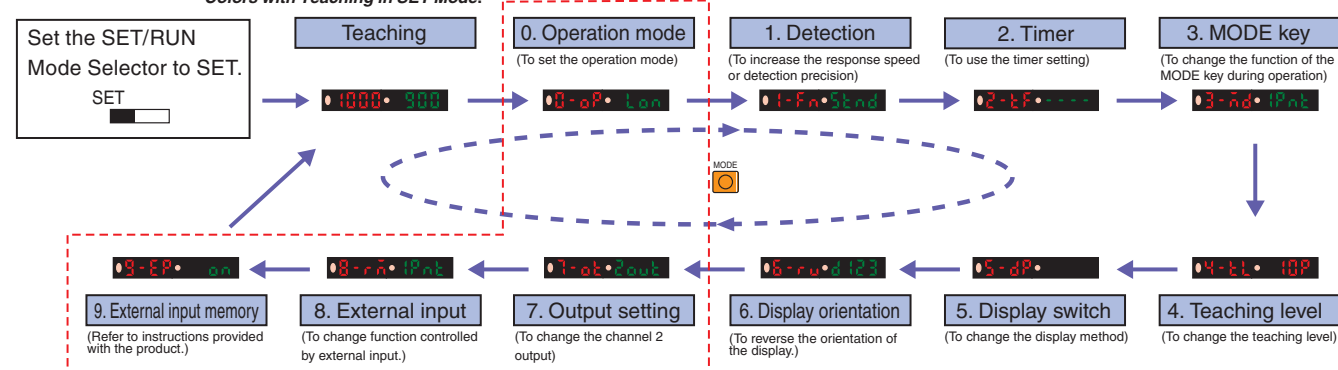 Colors with Teaching in SET Mode.
Set the SET/RUN
Mode Selector to SET.
SET
Teaching
1000 900
0. Operation mode
(To set the operation mode)
0-oP Lon
1. Detection
(To increase the response speed
or detection precision)
1-Fn Stnd
2. Timer
(To use the timer setting)
2-tF ----
3. MODE key
(To change the function of the
MODE key during operation)
3-md 1Pnt
MODE
9-EP on
9. External input memory
(Refer to instructions provided
with the product.)
8-rm 1Pnt
8. External input
(To change function controlled
by external input.)
7-ot 2out
7. Output setting
(To change the channel 2
output)
6-ru d123
6. Display orientation
(To reverse the orientation of
the display.)
5-dP
5. Display switch
(To change the display method)
4-tL 10P
4. Teaching level
(To change the teaching level)